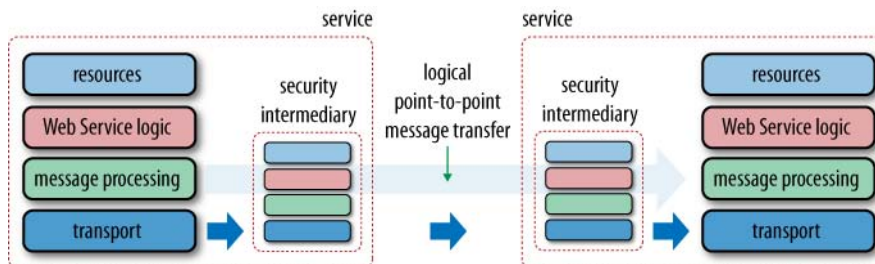 service
service
resources
Web Service logic
message processing
transport
security
intermediary
logical
point-to-point
message transfer
security
intermediary
resources
Web Service logic
message processing
transport